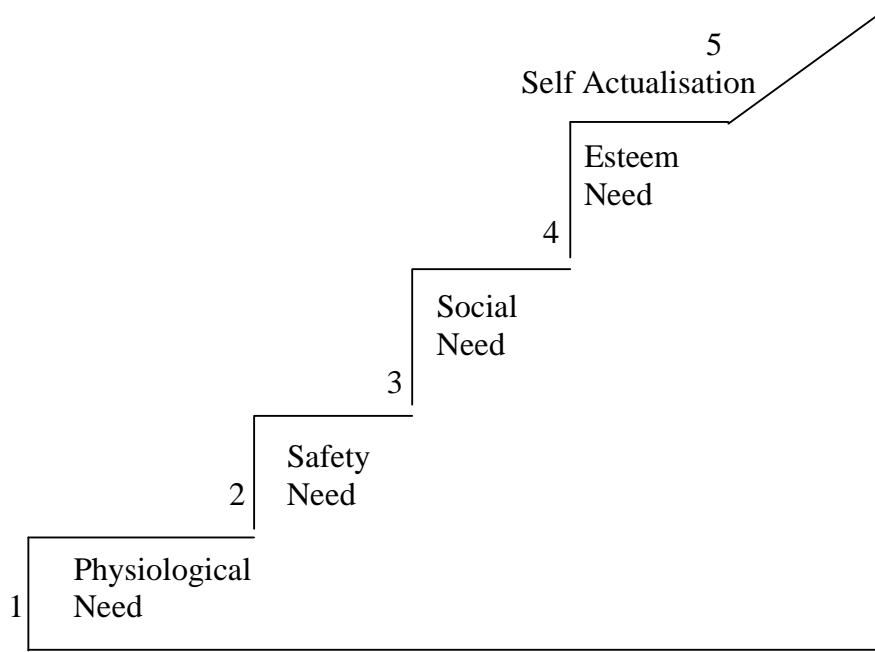 5
Self Actualisation
Esteem
Need
4
Social
Need
3
Safety
Need
2
Physiological
Need
1